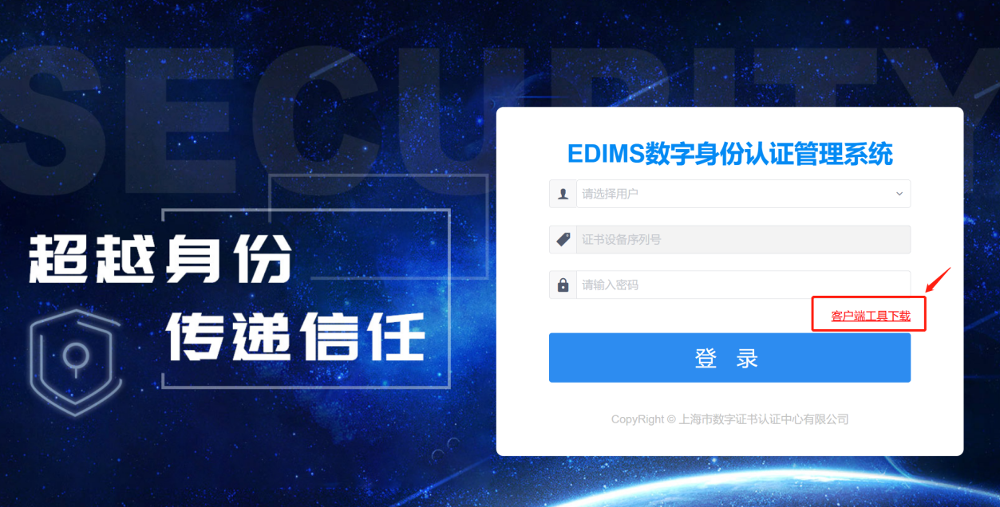 SECURITY
超越身份
传递信任
EDIMS数字身份认证管理系统
请选择用户
证书设备序列号
请输入密码
客户端工具下载
登 录
CopyRight © 上海市数字证书认证中心有限公司